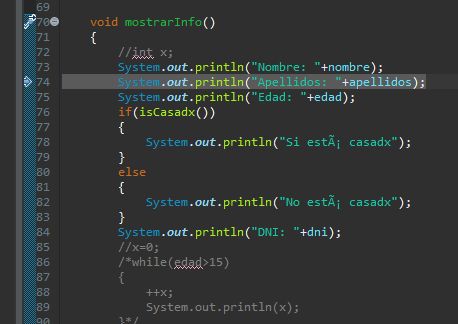 69
70 void mostrarInfo()
71 {
72 //int x;
73 System.out.println("Nombre: "+nombre);
74 System.out.println("Apellidos: "+apellidos);
75 System.out.println("Edad: "+edad);
76 if(isCasadx())
77 {
78 System.out.println("Si estÃ¡ casadx");
79 }
80 else
81 {
82 System.out.println("No estÃ¡ casadx");
83 }
84 System.out.println("DNI: "+dni);
85 //x=0;
86 /*while(edad>15)
87 {
88 ++x;
89 System.out.println(x);
90 }*/